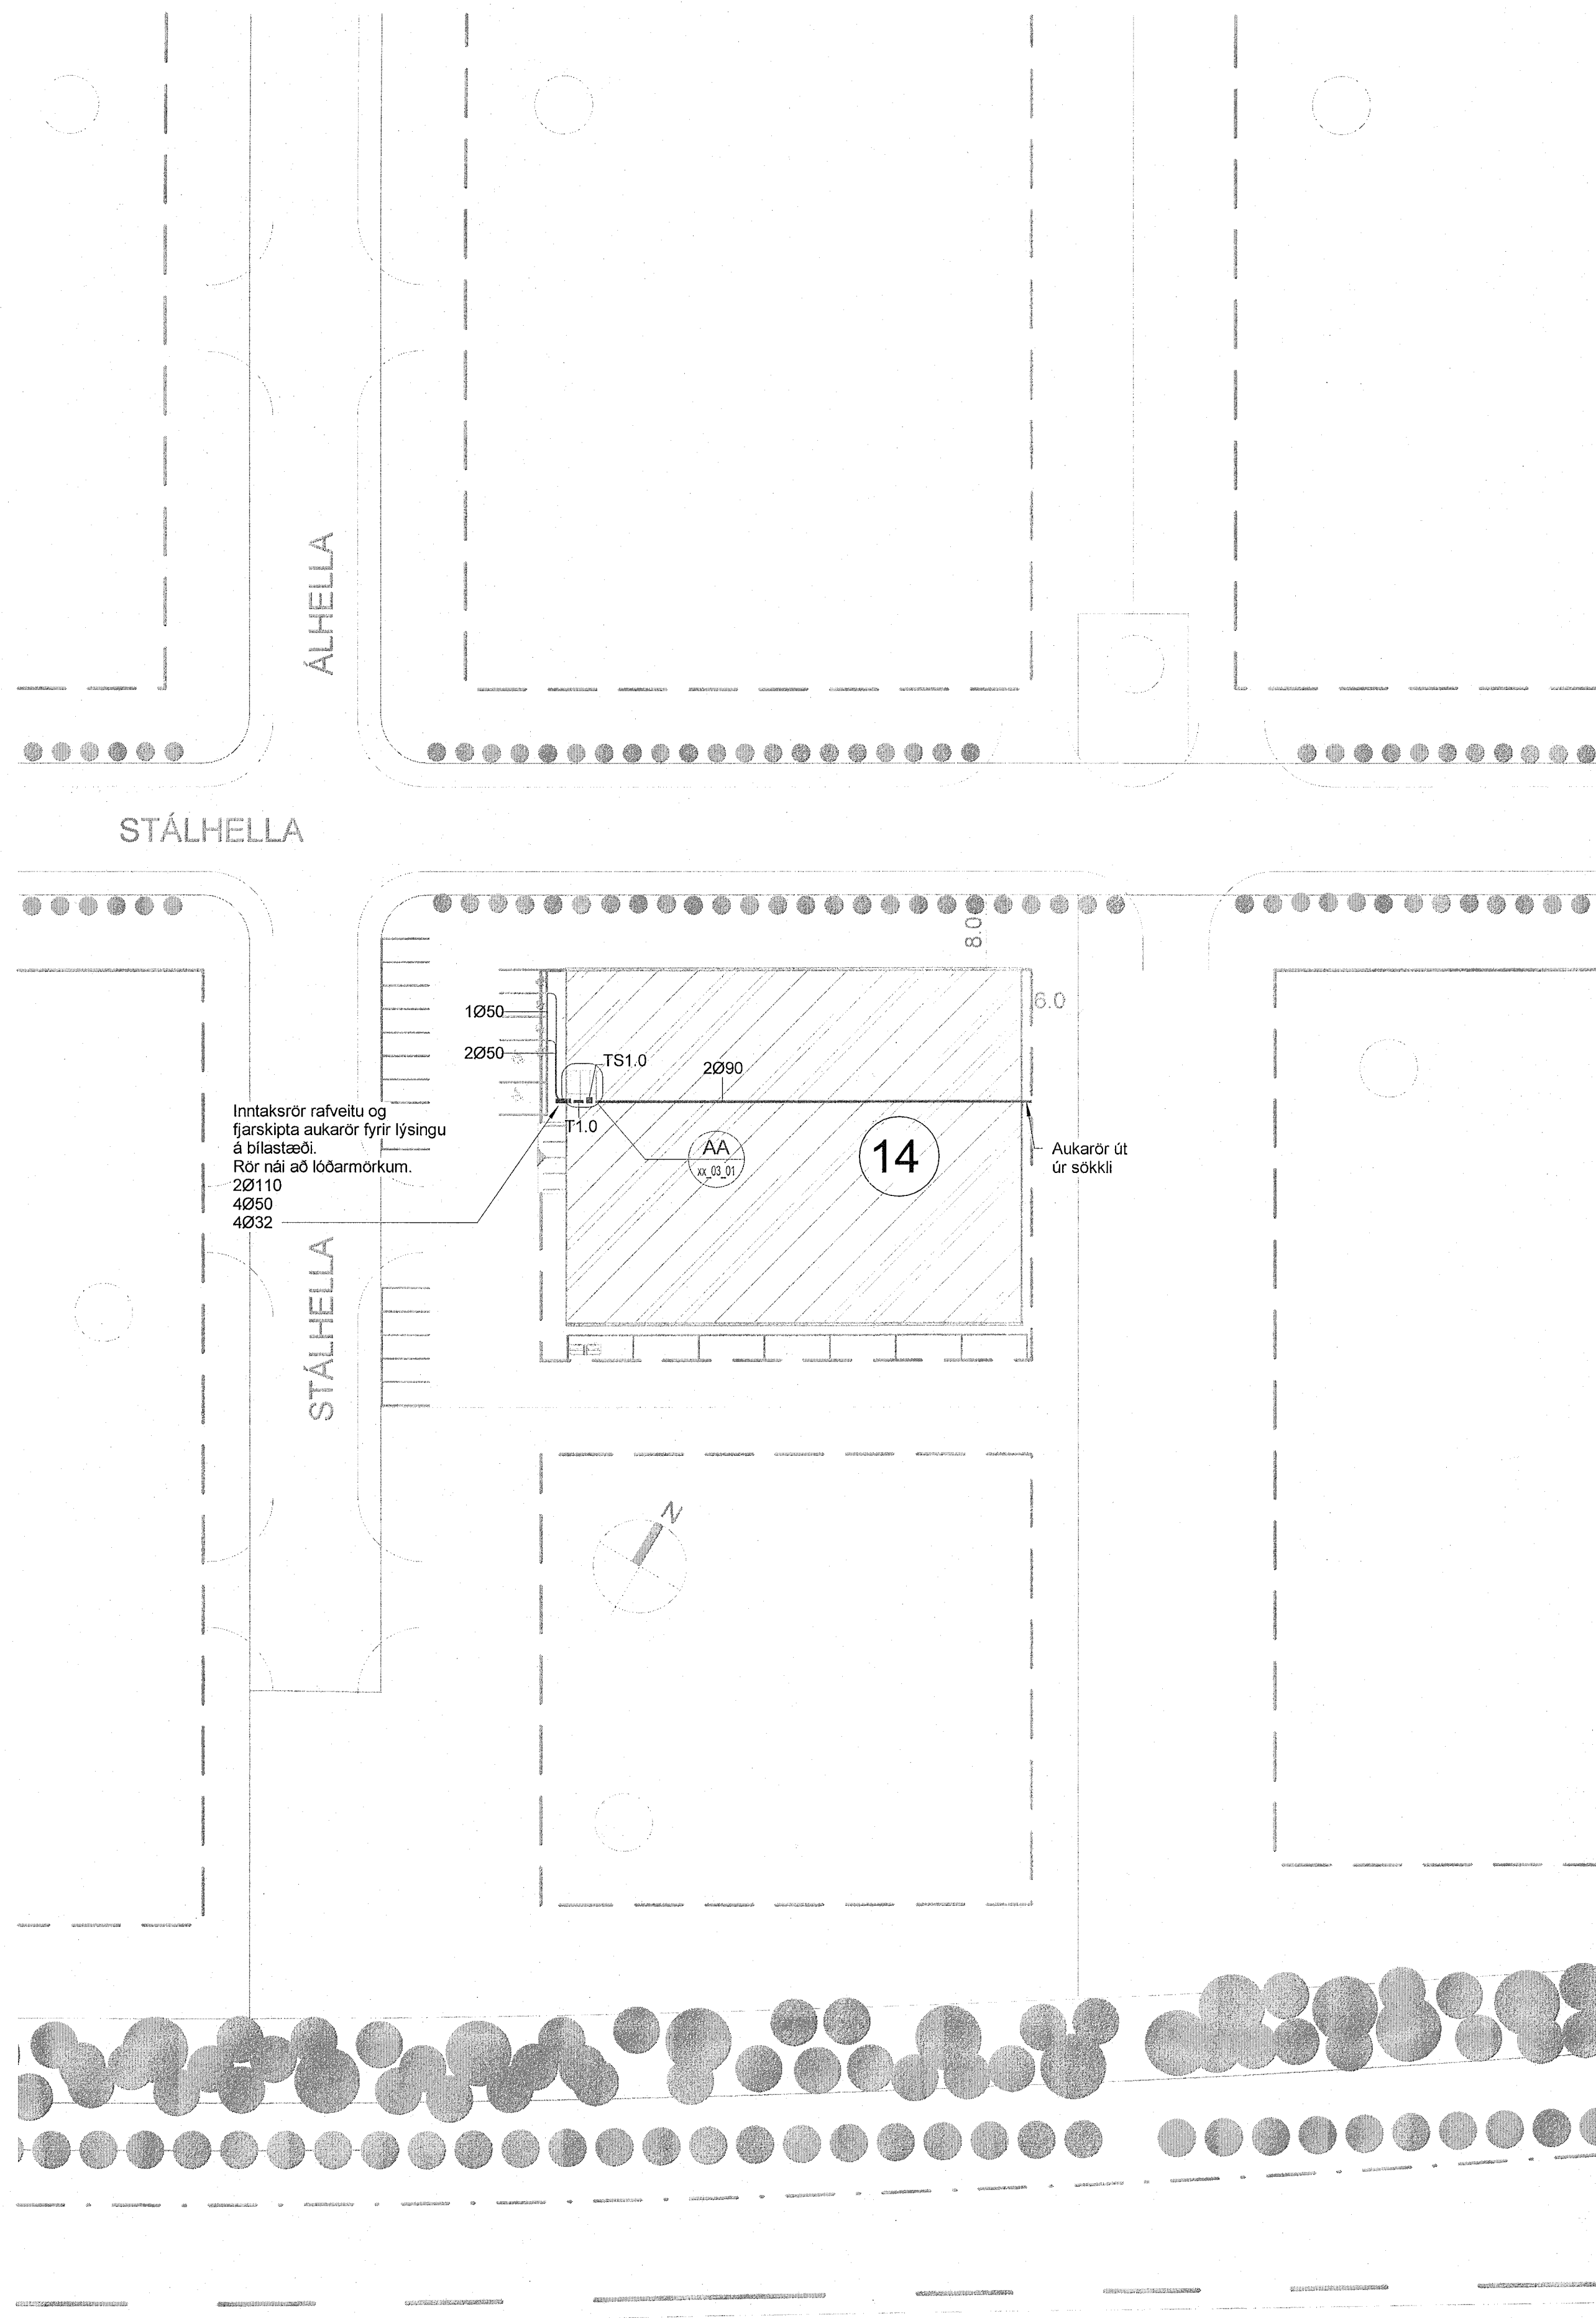 ÁLHELLA
STÁLHELLA
8.0
6.0
1Ø50
2Ø50
TS1.0
2Ø90
T1.0
Inntaksrör rafveitu og
fjarskipta aukarör fyrir lýsingu
á bílastæði.
Rör nái að lóðarmörkum.
2Ø110
4Ø50
4Ø32
AA
xx_03_01
14
Aukarör út
úr sökkli
STÁLHELLA
N